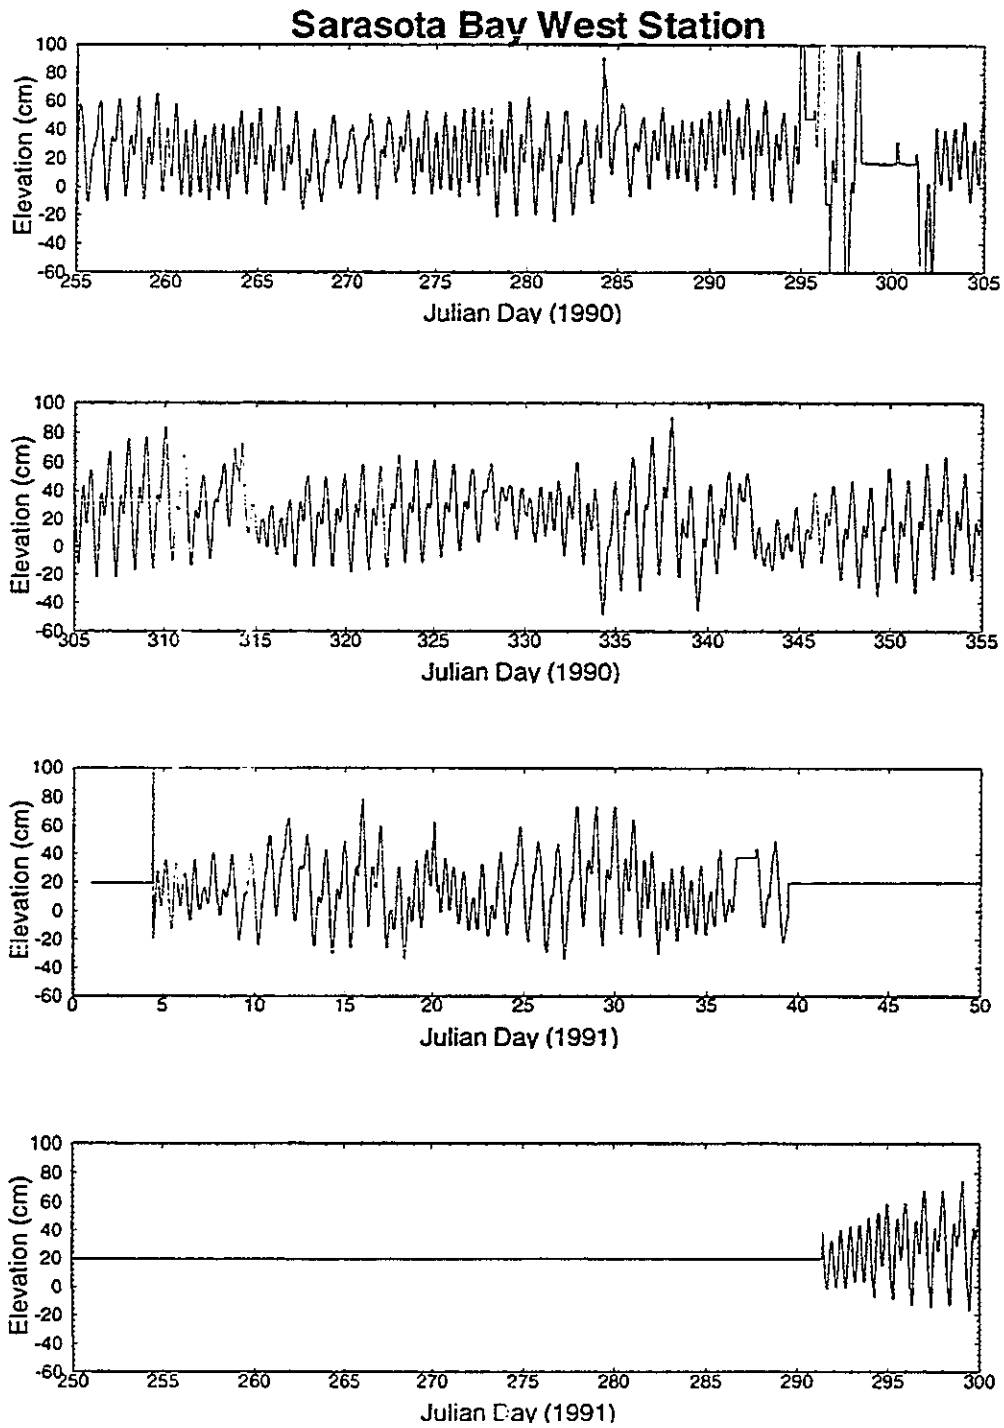 Sarasota Bay West Station
100
80
60
40
20
0
-20
-40
-60
Elevation (cm)
255 260 265 270 275 280 285 290 295 300 305
Julian Day (1990)
100
80
60
40
20
0
-20
-40
-60
Elevation (cm)
305 310 315 320 325 330 335 340 345 350 355
Julian Day (1990)
100
80
60
40
20
0
-20
-40
-60
Elevation (cm)
0 5 10 15 20 25 30 35 40 45 50
Julian Day (1991)
100
80
60
40
20
0
-20
-40
-60
Elevation (cm)
250 255 260 265 270 275 280 285 290 295 300
Julian Day (1991)